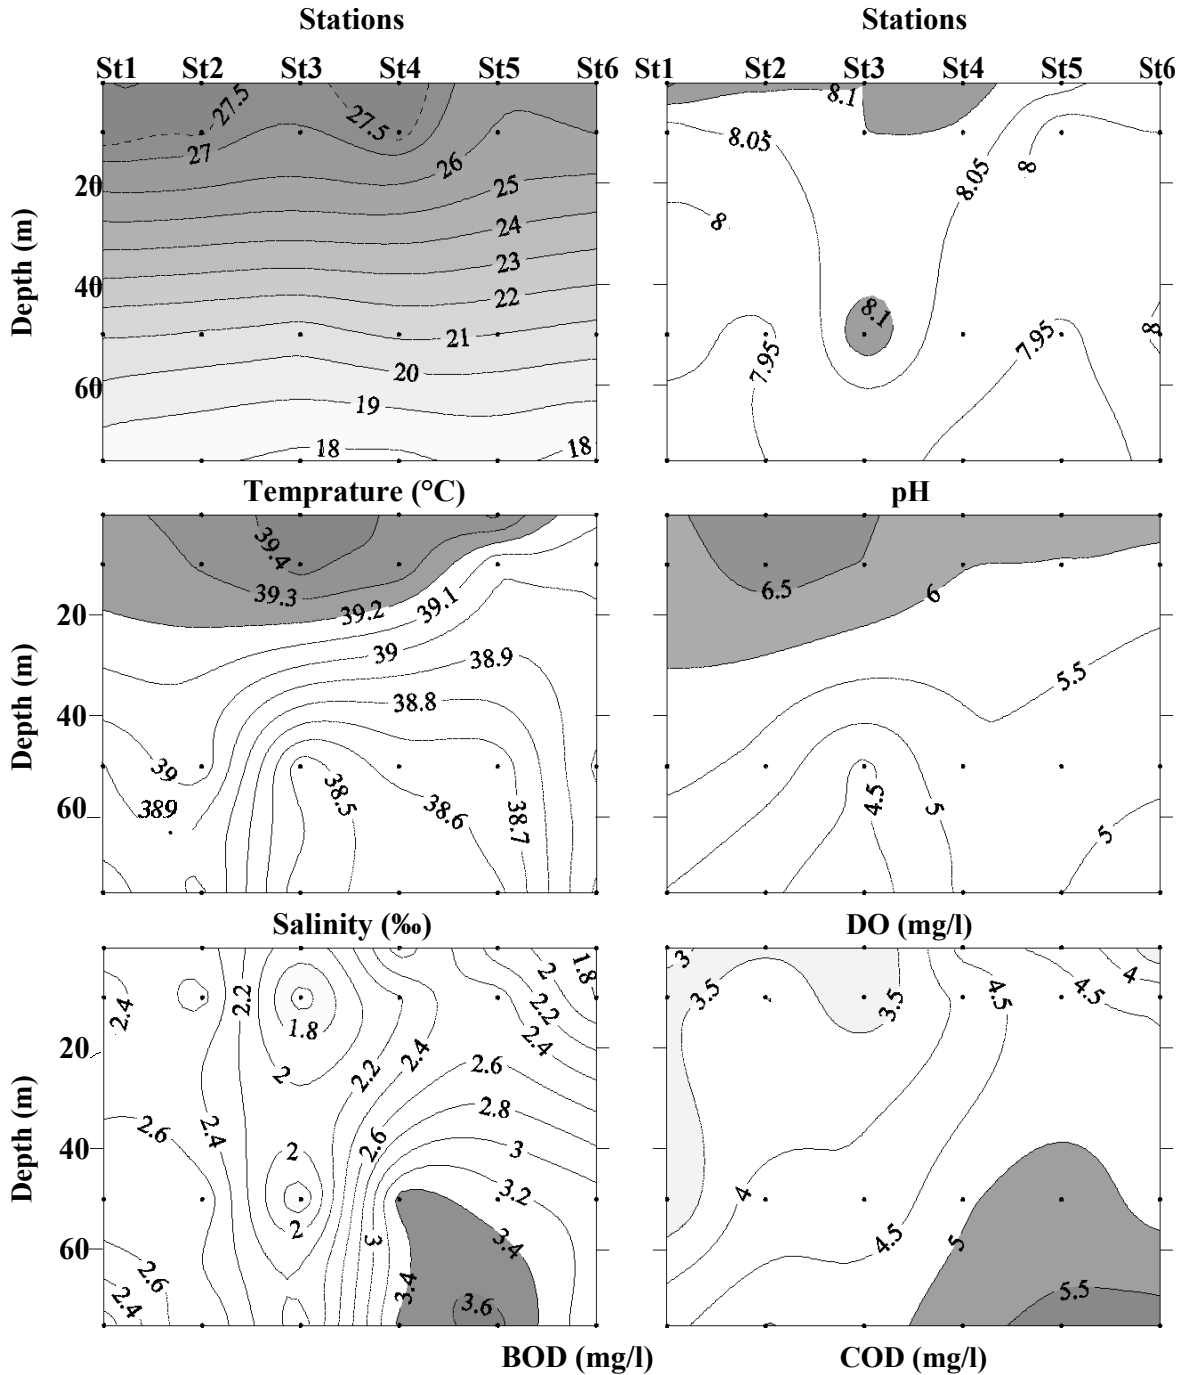 Stations Stations
St1 St2 St3 St4 St5 St6 St1 St2 St3 St4 St5 St6
27.5 27.5 8.1
27 26 8.05 8.05 8
20 25
24 8
23
Depth (m)
40 22 8.1
21 7.95 7.95 8
20
60 19
18 18
Temprature (°C) pH
39.4
39.3 6.5
20 39.2 39.1 6
39 38.9 5.5
Depth (m)
40 38.8
39
38.9 38.5 38.6 38.7 4.5 5
60 5
Salinity (‰) DO (mg/l)
2 1.8 3 4
2.4 2.2 1.8 2.2 3.5 3.5 4.5 4.5
20 2 2.2 2.4 2.6 2.4
2.6 2.4 2.8
Depth (m)
40 2 2.6 3
3.2 4
2 3 3.4 4.5 5
60 2.6
2.4 3.4 3.6 5.5
BOD (mg/l) COD (mg/l)